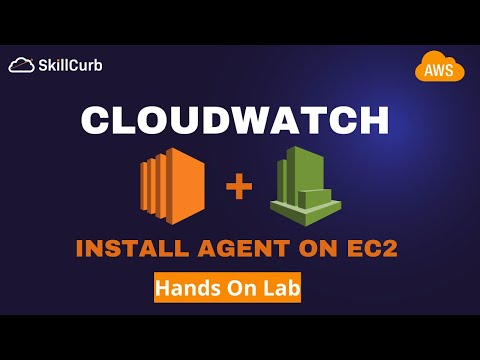 SkillCurb
AWS
CLOUDWATCH
+
INSTALL AGENT ON EC2
Hands On Lab